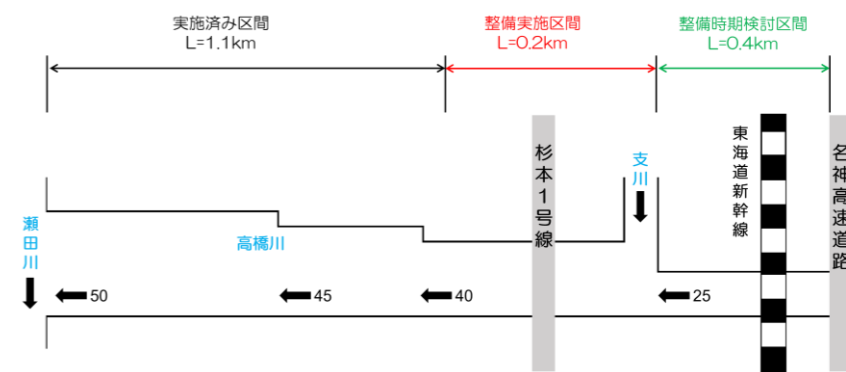 実施済み区間
L=1.1km
整備実施区間
L=0.2km
整備時期検討区間
L=0.4km
杉本1号線
支川
東海道新幹線
名神高速道路
瀬田川
高橋川
50
45
40
25